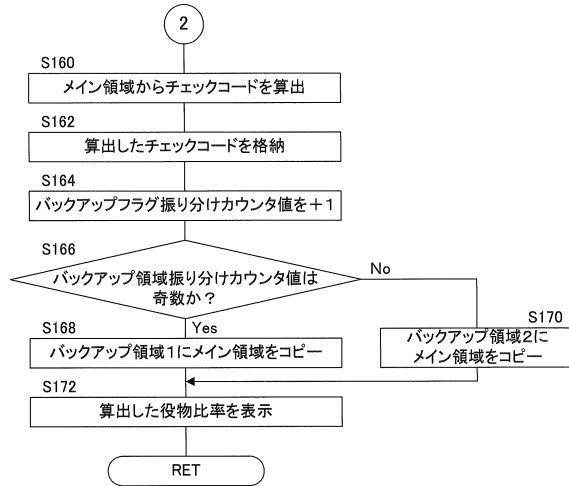 2
S160
メイン領域からチェックコードを算出
S162
算出したチェックコードを格納
S164
バックアップフラグ振り分けカウンタ値を＋1
S166
バックアップ領域振り分けカウンタ値は
奇数か？
No
Yes
S168
バックアップ領域1にメイン領域をコピー
S170
バックアップ領域2に
メイン領域をコピー
S172
算出した役物比率を表示
RET